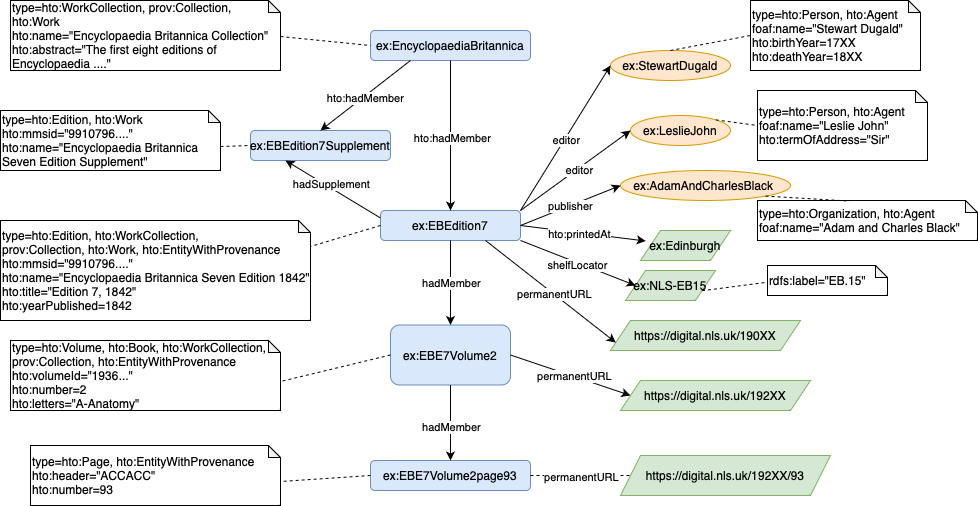 type=hto:WorkCollection, prov:Collection,
hto:Work
hto:name="Encyclopaedia Britannica Collection"
hto:abstract="The first eight editions of
Encyclopaedia ...."
ex:EncyclopaediaBritannica
type=hto:Person, hto:Agent
foaf:name="Stewart Dugald"
hto:birthYear=17XX
hto:deathYear=18XX
ex:StewartDugald
hto:hadMember
type=hto:Edition, hto:Work
hto:mmsid="9910796...."
hto:name="Encyclopaedia Britannica
Seven Edition Supplement"
ex:EBEdition7Supplement
hto:hadMember
editor
ex:LeslieJohn
type=hto:Person, hto:Agent
foaf:name="Leslie John"
hto:termOfAddress="Sir"
editor
hadSupplement
ex:AdamAndCharlesBlack
publisher
type=hto:Organization, hto:Agent
foaf:name="Adam and Charles Black"
type=hto:Edition, hto:WorkCollection,
prov:Collection, hto:Work, hto:EntityWithProvenance
hto:mmsid="9910796...."
hto:name="Encyclopaedia Britannica Seven Edition 1842"
hto:title="Edition 7, 1842"
hto:yearPublished=1842
ex:EBEdition7
hto:printedAt
ex:Edinburgh
shelfLocator
ex:NLS-EB15
rdfs:label="EB.15"
hadMember
permanentURL
https://digital.nls.uk/190XX
type=hto:Volume, hto:Book, hto:WorkCollection,
prov:Collection, hto:EntityWithProvenance
hto:volumeId="1936..."
hto:number=2
hto:letters="A-Anatomy"
ex:EBE7Volume2
permanentURL
https://digital.nls.uk/192XX
hadMember
type=hto:Page, hto:EntityWithProvenance
hto:header="ACCACC"
hto:number=93
ex:EBE7Volume2page93
permanentURL
https://digital.nls.uk/192XX/93